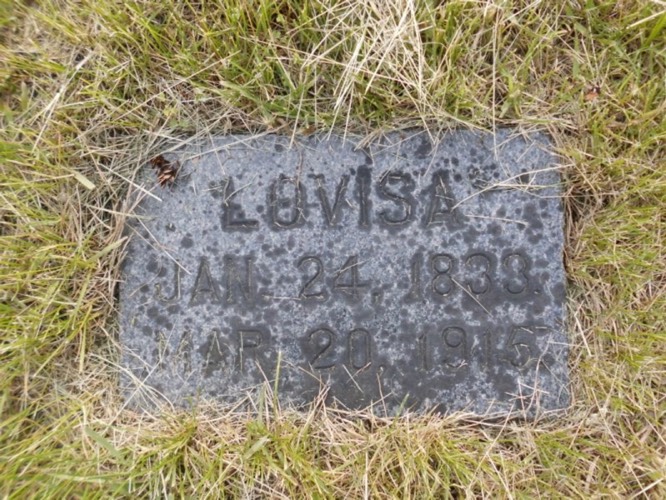 LOVISA
JAN. 24, 1833.
MAR. 20, 1915.